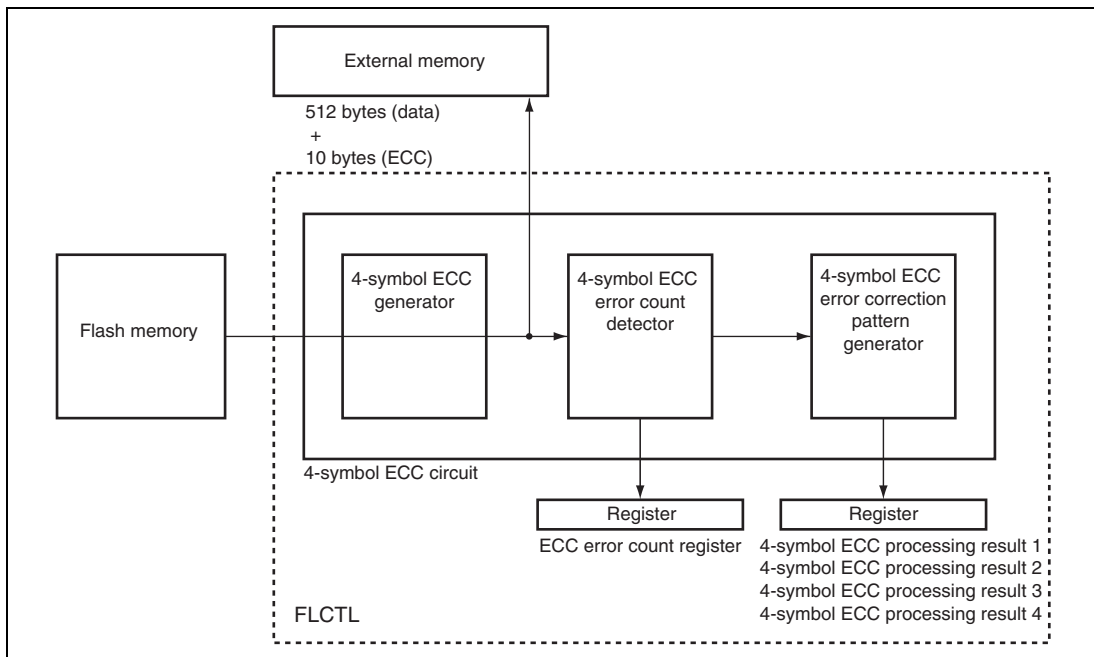 External memory
512 bytes (data)
+
10 bytes (ECC)
Flash memory
4-symbol ECC
generator
4-symbol ECC
error count
detector
4-symbol ECC
error correction
pattern
generator
4-symbol ECC circuit
Register
ECC error count register
Register
4-symbol ECC processing result 1
4-symbol ECC processing result 2
4-symbol ECC processing result 3
4-symbol ECC processing result 4
FLCTL